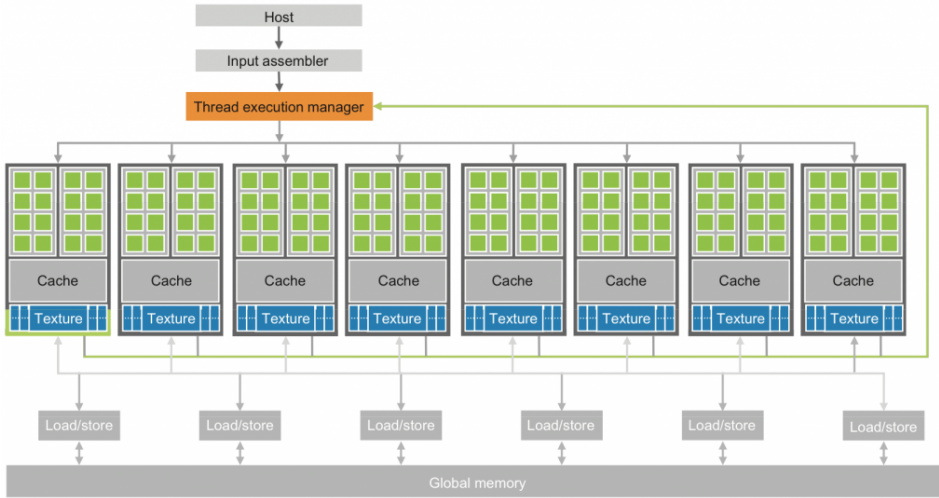 Host
Input assembler
Thread execution manager
Cache
Cache
Cache
Cache
Cache
Cache
Cache
Cache
Texture
Texture
Texture
Texture
Texture
Texture
Texture
Texture
Load/store
Load/store
Load/store
Load/store
Load/store
Load/store
Global memory